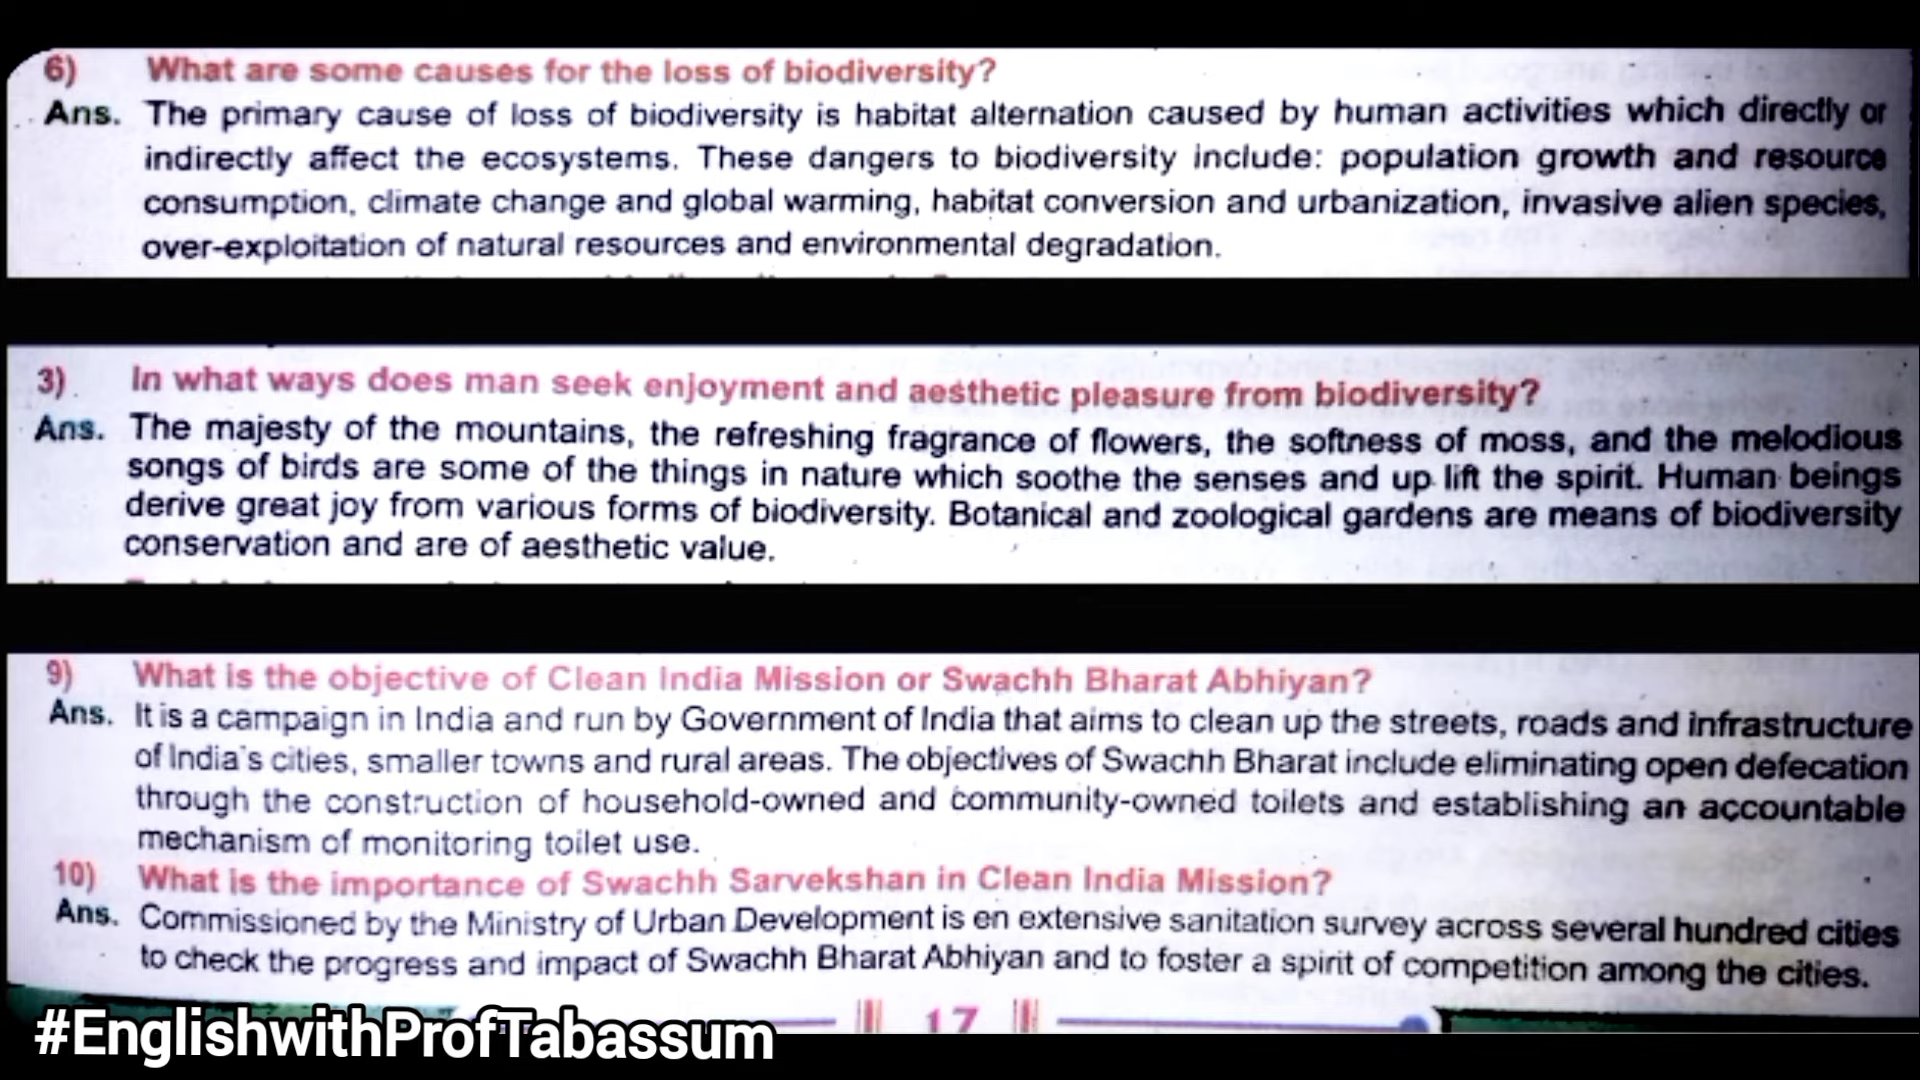 6) What are some causes for the loss of biodiversity?
Ans. The primary cause of loss of biodiversity is habitat alternation caused by human activities which directly or
indirectly affect the ecosystems. These dangers to biodiversity include: population growth and resource
consumption, climate change and global warming, habitat conversion and urbanization, invasive alien species,
over-exploitation of natural resources and environmental degradation.
3) In what ways does man seek enjoyment and aesthetic pleasure from biodiversity?
Ans. The majesty of the mountains, the refreshing fragrance of flowers, the softness of moss, and the melodious
songs of birds are some of the things in nature which soothe the senses and up lift the spirit. Human beings
derive great joy from various forms of biodiversity. Botanical and zoological gardens are means of biodiversity
conservation and are of aesthetic value.
9) What is the objective of Clean India Mission or Swachh Bharat Abhiyan?
Ans. It is a campaign in India and run by Government of India that aims to clean up the streets, roads and infrastructure
of India's cities, smaller towns and rural areas. The objectives of Swachh Bharat include eliminating open defecation
through the construction of household-owned and community-owned toilets and establishing an accountable
mechanism of monitoring toilet use.
10) What is the importance of Swachh Sarvekshan in Clean India Mission?
Ans. Commissioned by the Ministry of Urban Development is en extensive sanitation survey across several hundred cities
to check the progress and impact of Swachh Bharat Abhiyan and to foster a spirit of competition among the cities.
17
#EnglishwithProfTabassum